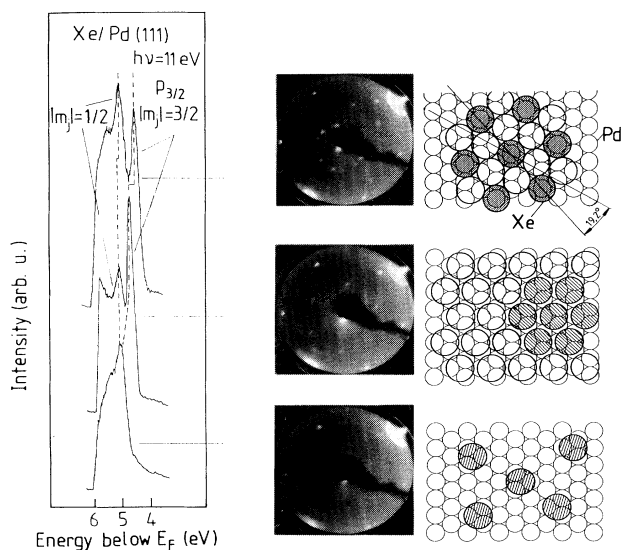 Xe/ Pd (111)
hν=11 eV
P3/2
|mj|=1/2
|mj|=3/2
Intensity (arb. u.)
6 5 4
Energy below EF (eV)
Pd
Xe
19,2°